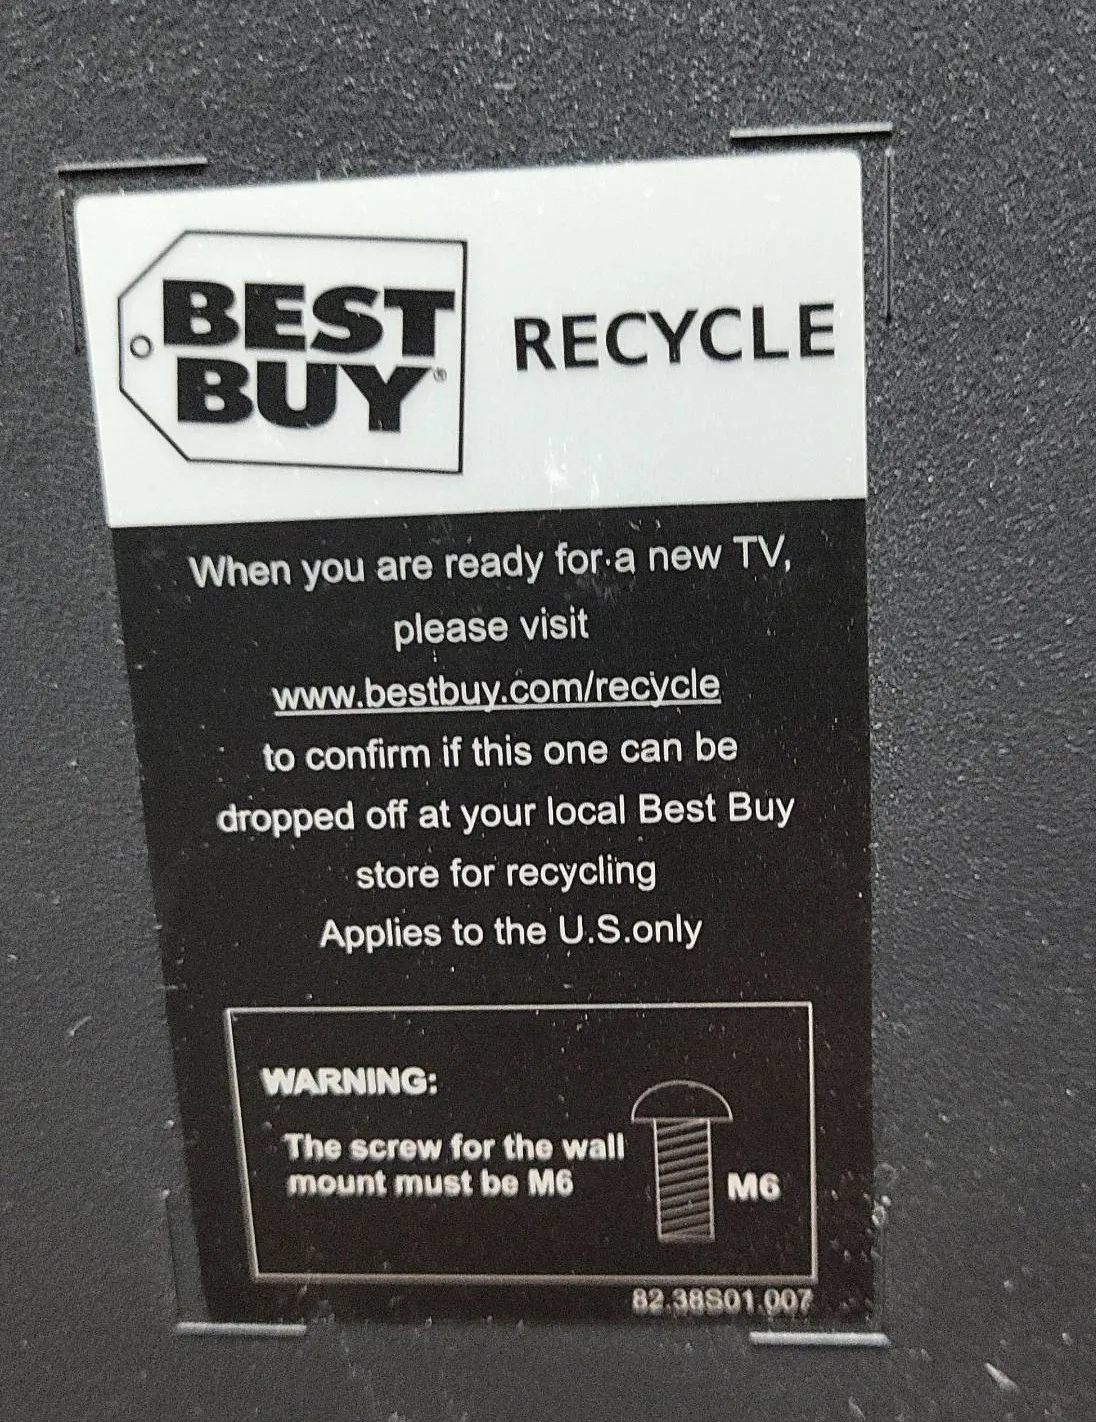 BEST
BUY®
RECYCLE
When you are ready for a new TV,
please visit
www.bestbuy.com/recycle
to confirm if this one can be
dropped off at your local Best Buy
store for recycling
Applies to the U.S.only
WARNING:
The screw for the wall
mount must be M6
M6
82.38S01.007